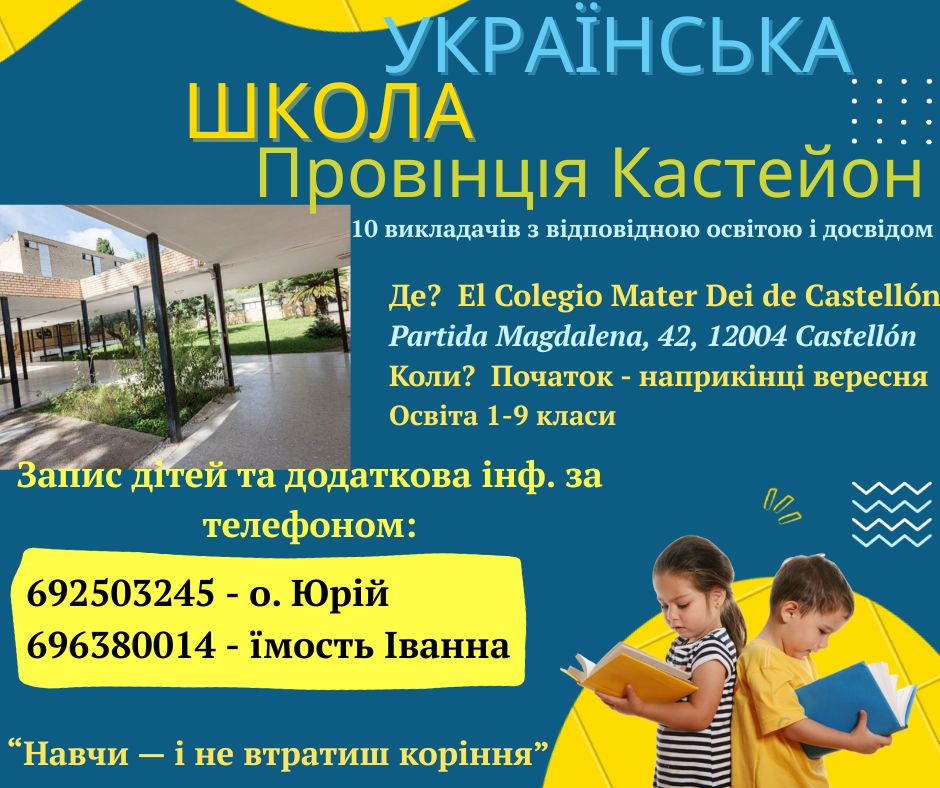 УКРАЇНСЬКА
ШКОЛА
Провінція Кастейон
10 викладачів з відповідною освітою і досвідом
Де? El Colegio Mater Dei de Castellón
Partida Magdalena, 42, 12004 Castellón
Коли? Початок - наприкінці вересня
Освіта 1-9 класи
Запис дітей та додаткова інф. за
телефоном:
692503245 - о. Юрій
696380014 - їмость Іванна
“Навчи — і не втратиш коріння”